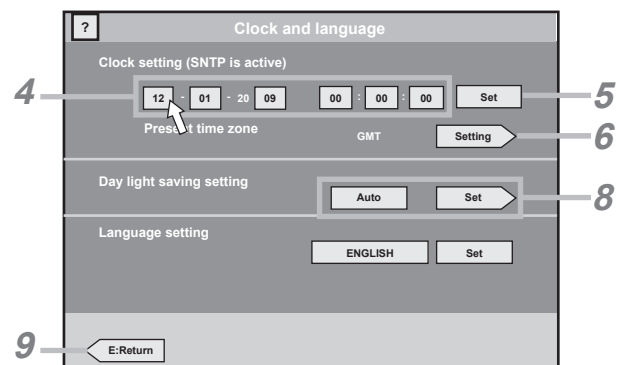 ? Clock and language
Clock setting (SNTP is active)
4 12 - 01 - 20 09 00 : 00 : 00 Set 5
Present time zone GMT Setting 6
Day light saving setting
Auto Set 8
Language setting
ENGLISH Set
9 E:Return